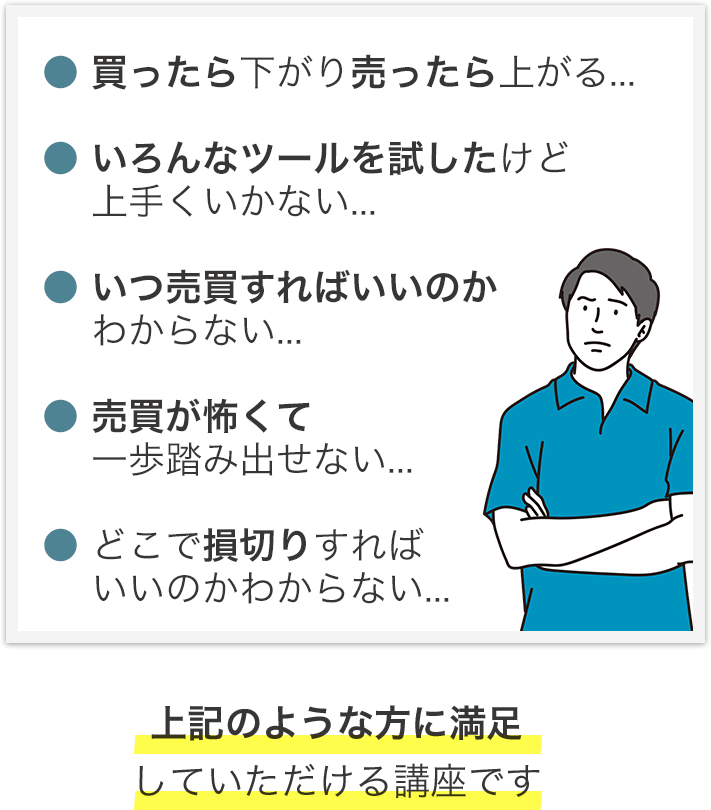 ● 買ったら下がり売ったら上がる...
● いろんなツールを試したけど
上手くいかない...
● いつ売買すればいいのか
わからない...
● 売買が怖くて
一歩踏み出せない...
● どこで損切りすれば
いいのかわからない...
上記のような方に満足
していただける講座です